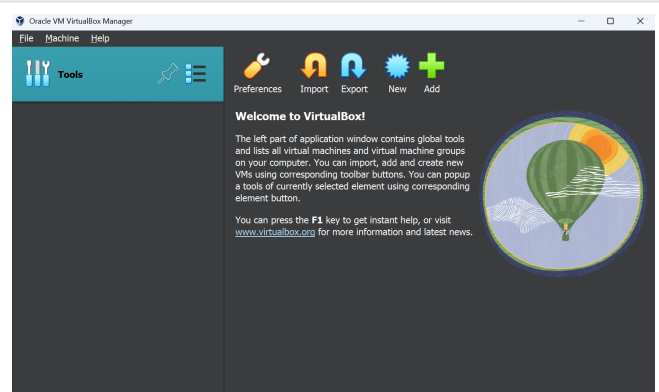 Oracle VM VirtualBox Manager
File Machine Help
Tools
Preferences Import Export New Add
Welcome to VirtualBox!
The left part of application window contains global tools
and lists all virtual machines and virtual machine groups
on your computer. You can import, add and create new
VMs using corresponding toolbar buttons. You can popup
a tools of currently selected element using corresponding
element button.
You can press the F1 key to get instant help, or visit
www.virtualbox.org for more information and latest news.